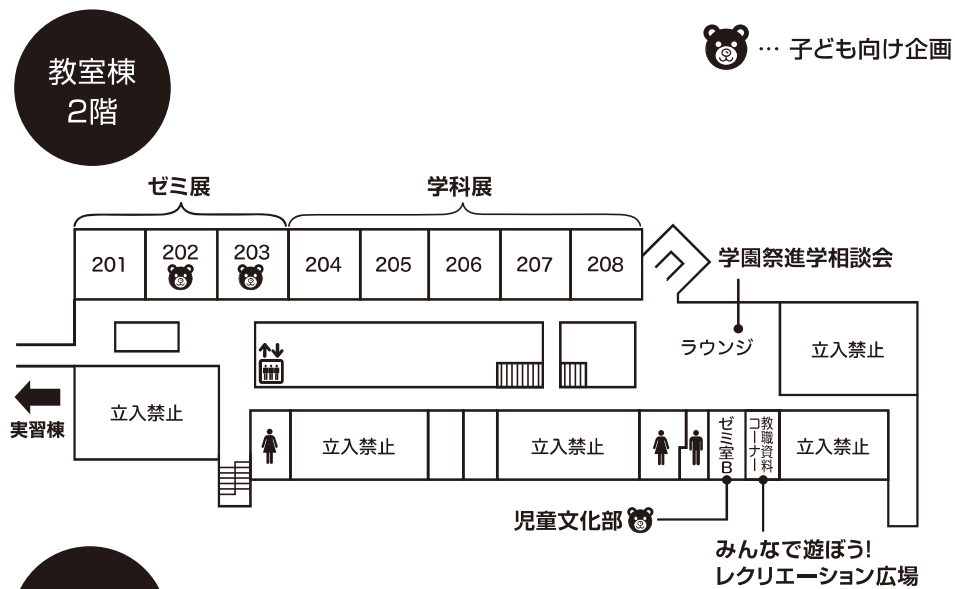 教室棟
2階
… 子ども向け企画
ゼミ展
学科展
201
202
203
204
205
206
207
208
学園祭進学相談会
ラウンジ
立入禁止
立入禁止
実習棟
立入禁止
立入禁止
ゼミ室B
教職資料
コーナー
立入禁止
児童文化部
みんなで遊ぼう!
レクリエーション広場